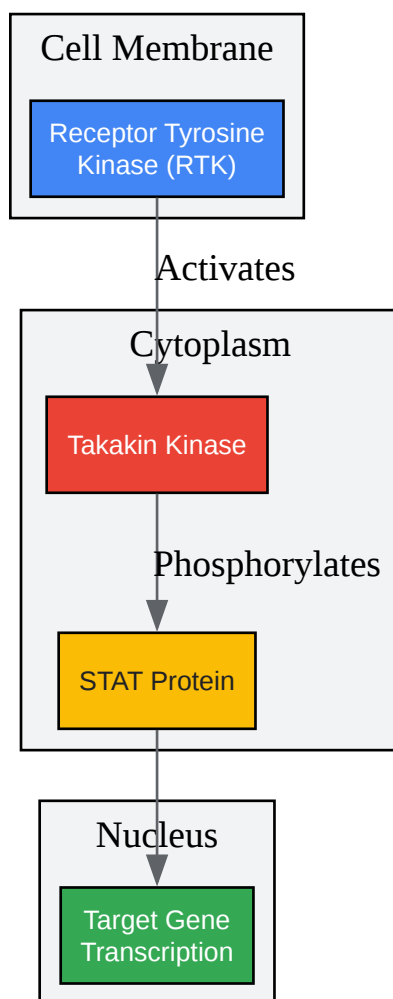 Cell Membrane
Receptor Tyrosine
Kinase (RTK)
Activates
Cytoplasm
Takakin Kinase
Phosphorylates
STAT Protein
Nucleus
Target Gene
Transcription